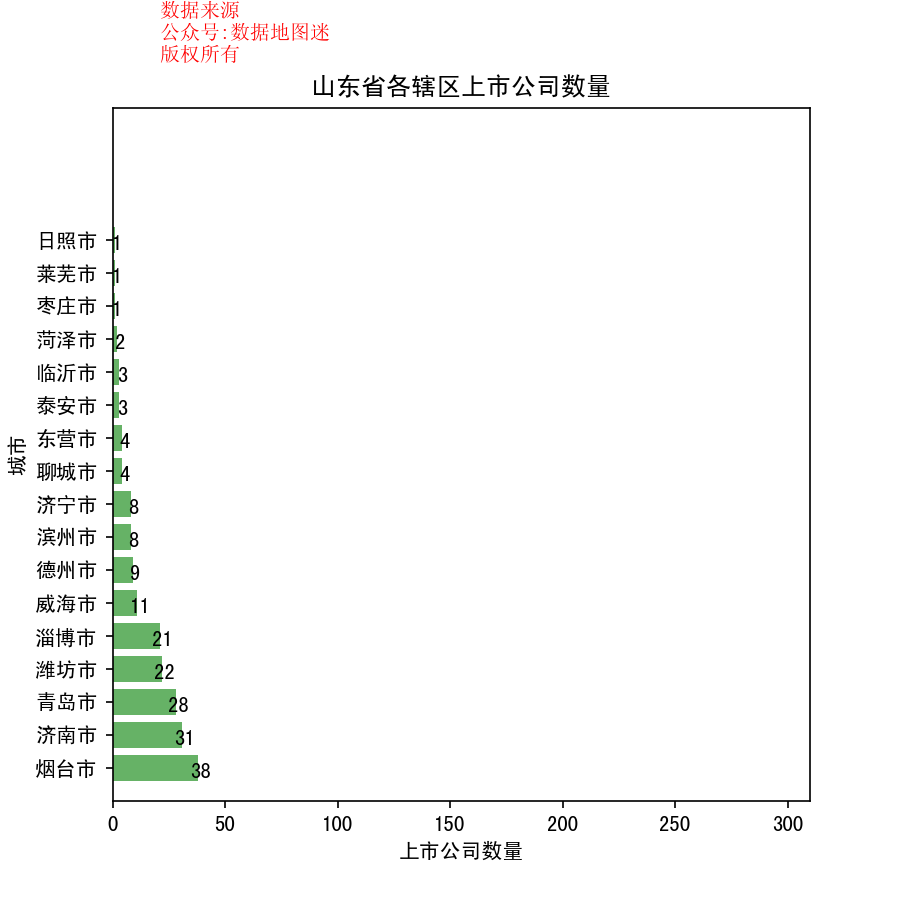 数据来源
公众号:数据地图迷
版权所有
山东省各辖区上市公司数量
日照市 1
莱芜市 1
枣庄市 1
菏泽市 2
临沂市 3
泰安市 3
东营市 4
聊城市 4
济宁市 8
滨州市 8
德州市 9
威海市 11
淄博市 21
潍坊市 22
青岛市 28
济南市 31
烟台市 38
城市
0 50 100 150 200 250 300
上市公司数量